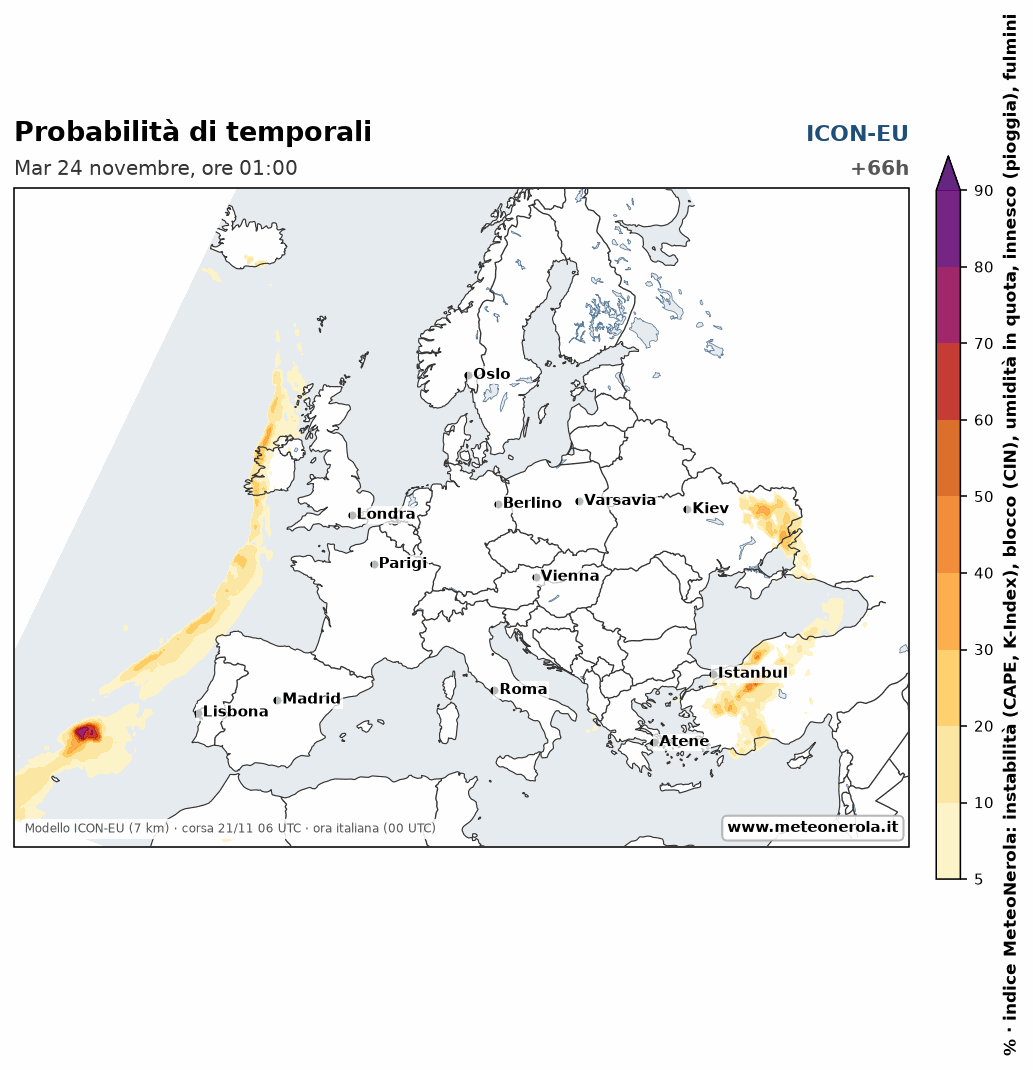 Probabilità di temporali
ICON-EU
Mar 24 novembre, ore 01:00
+66h
Oslo
Londra
Berlino
Varsavia
Kiev
Parigi
Vienna
Istanbul
Madrid
Roma
Lisbona
Atene
Modello ICON-EU (7 km) · corsa 21/11 06 UTC · ora italiana (00 UTC)
www.meteonerola.it
90
80
70
60
50
40
30
20
10
5
% · indice MeteoNerola: instabilità (CAPE, K-Index), blocco (CIN), umidità in quota, innesco (pioggia), fulmini